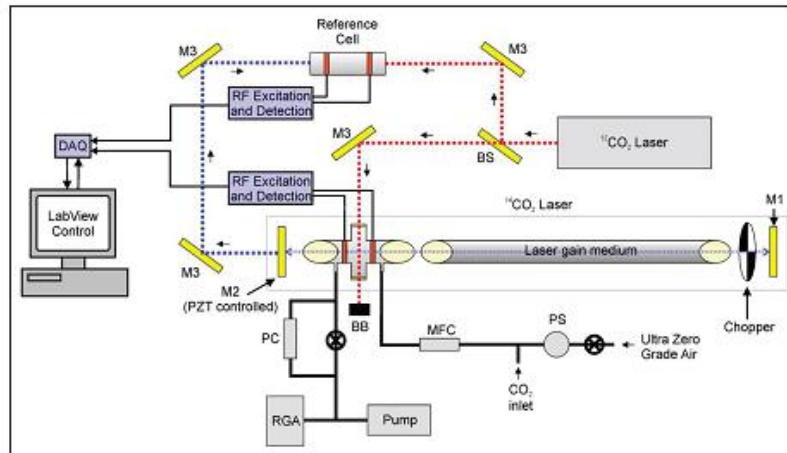 Reference
Cell
M3
M3
RF Excitation
and Detection
M3
DAQ
BS
¹²CO₂ Laser
RF Excitation
and Detection
LabView
Control
¹⁴CO₂ Laser
M1
Laser gain medium
M3
M2
(PZT controlled)
BB
PC
MFC
PS
Chopper
Ultra Zero
Grade Air
CO₂
inlet
RGA
Pump